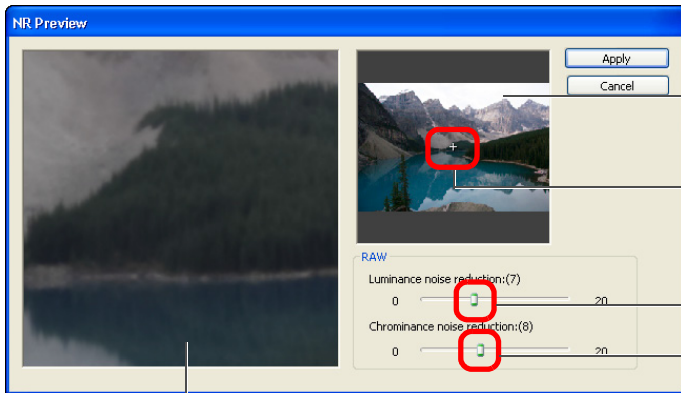 NR Preview
Apply
Cancel
RAW
Luminance noise reduction:(7)
0 20
Chrominance noise reduction:(8)
0 20